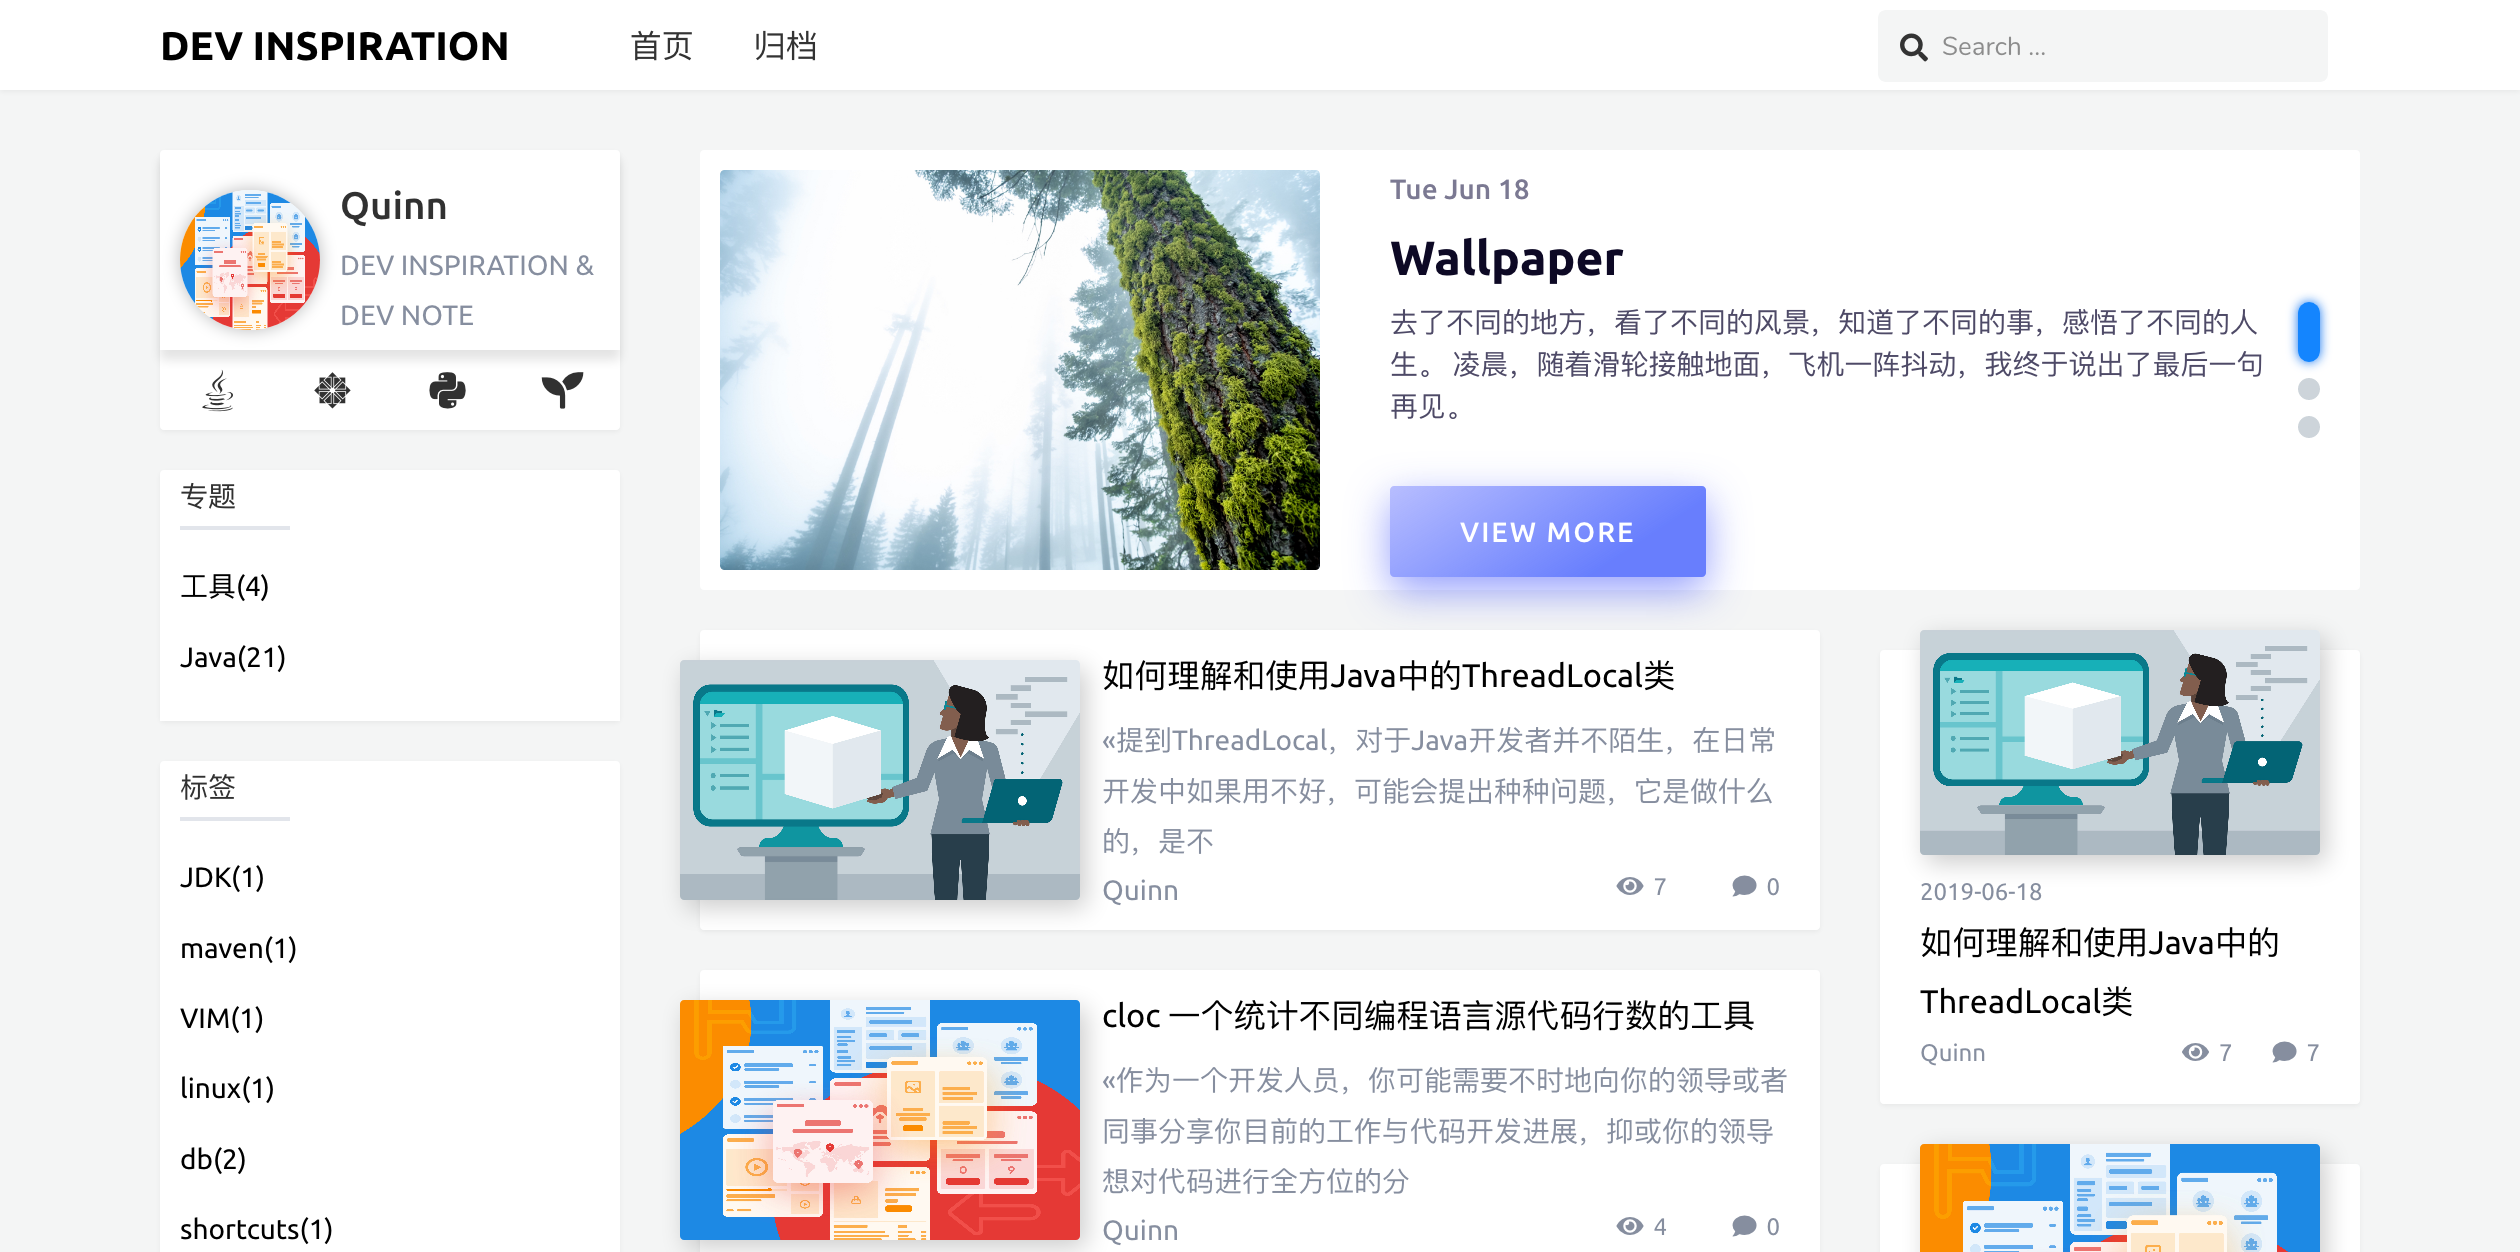 DEV INSPIRATION
首页
归档
Search ...
Quinn
DEV INSPIRATION &
DEV NOTE
专题
工具(4)
Java(21)
标签
JDK(1)
maven(1)
VIM(1)
linux(1)
db(2)
shortcuts(1)
Tue Jun 18
Wallpaper
去了不同的地方，看了不同的风景，知道了不同的事，感悟了不同的人
生。 凌晨，随着滑轮接触地面，飞机一阵抖动，我终于说出了最后一句
再见。
VIEW MORE
如何理解和使用Java中的ThreadLocal类
«提到ThreadLocal，对于Java开发者并不陌生，在日常
开发中如果用不好，可能会提出种种问题，它是做什么
的，是不
Quinn
7
0
cloc 一个统计不同编程语言源代码行数的工具
«作为一个开发人员，你可能需要不时地向你的领导或者
同事分享你目前的工作与代码开发进展，抑或你的领导
想对代码进行全方位的分
Quinn
4
0
2019-06-18
如何理解和使用Java中的
ThreadLocal类
Quinn
7
7